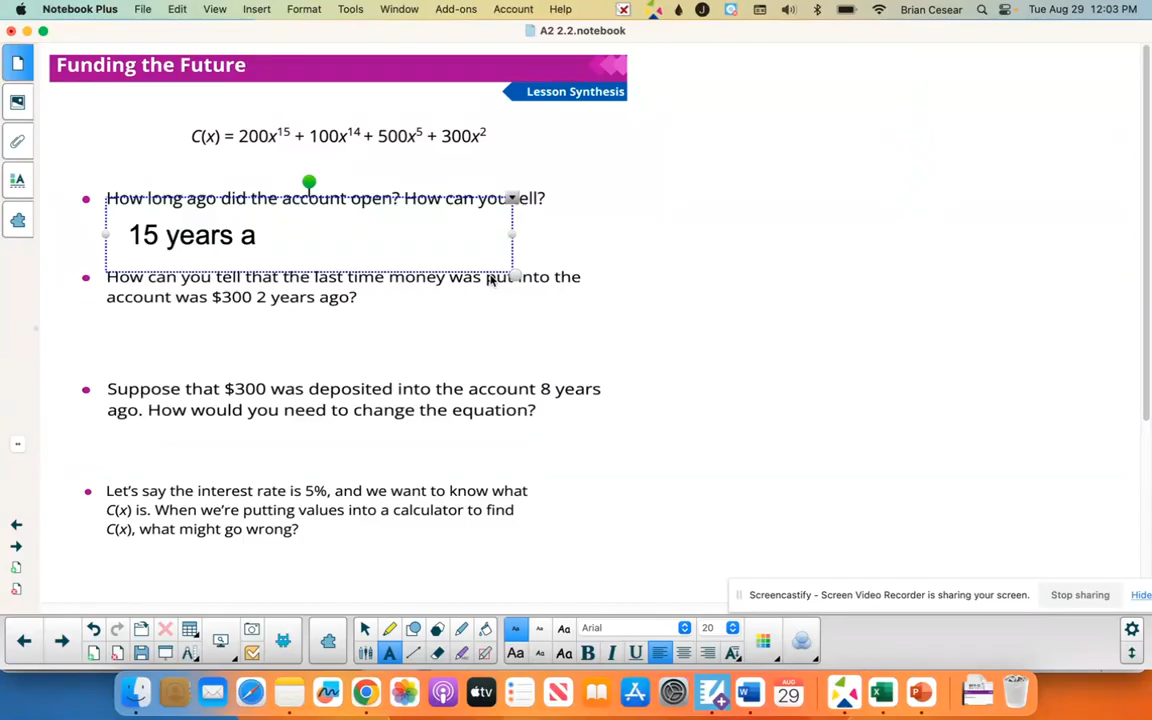 Notebook Plus File Edit View Insert Format Tools Window Add-ons Account Help Brian Cesear Tue Aug 29 12:03 PM
A2 2.2.notebook
Funding the Future
Lesson Synthesis
C(x) = 200x¹⁵ + 100x¹⁴ + 500x⁵ + 300x²
• How long ago did the account open? How can you tell?
15 years a
• How can you tell that the last time money was put into the
account was $300 2 years ago?
• Suppose that $300 was deposited into the account 8 years
ago. How would you need to change the equation?
• Let's say the interest rate is 5%, and we want to know what
C(x) is. When we're putting values into a calculator to find
C(x), what might go wrong?
Screencastify - Screen Video Recorder is sharing your screen. Stop sharing Hide
Arial 20
B I U
AUG
29